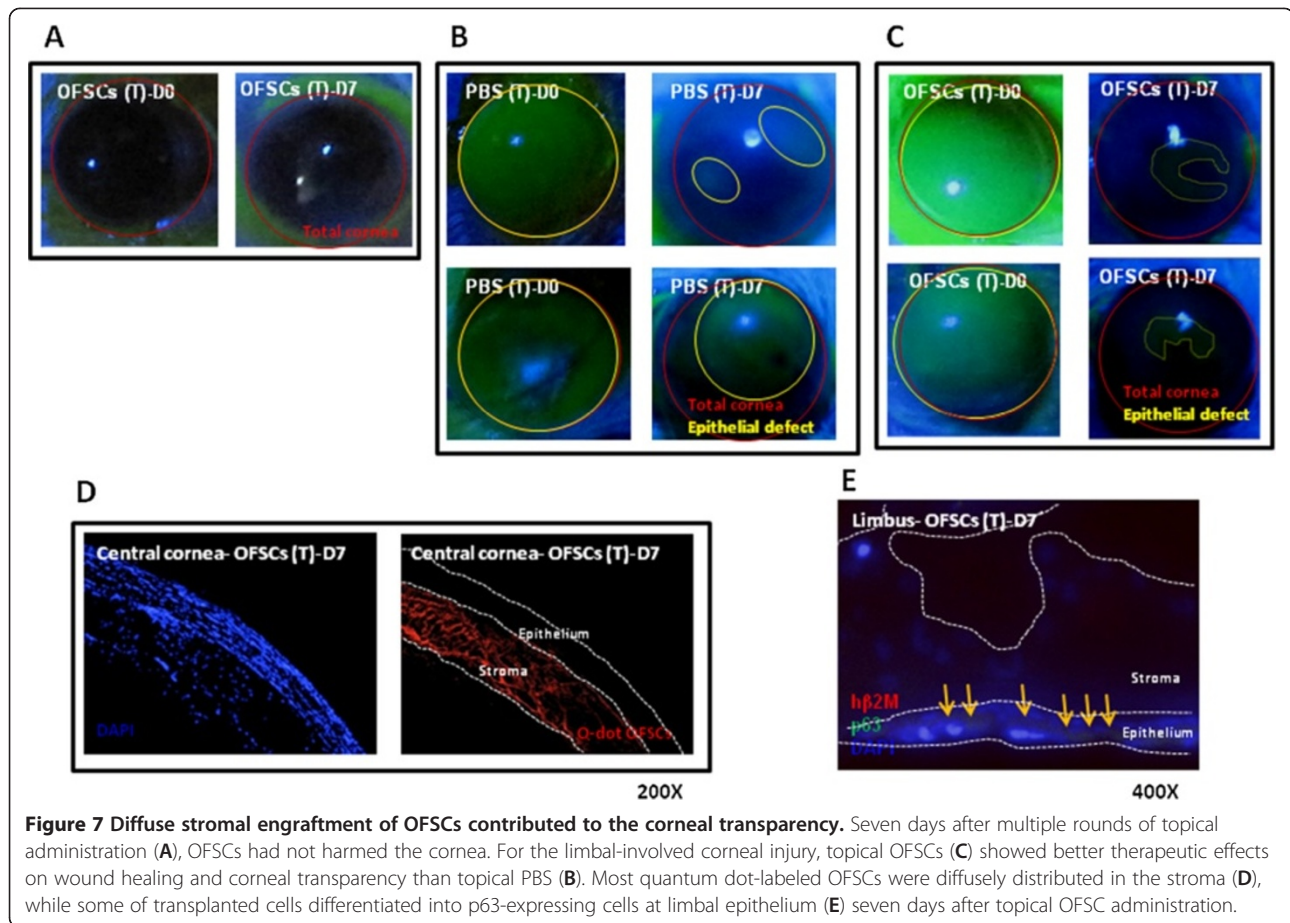 A
B
C
OFSCs (T)-D0
OFSCs (T)-D7
Total cornea
PBS (T)-D0
PBS (T)-D7
PBS (T)-D0
PBS (T)-D7
Total cornea
Epithelial defect
OFSCs (T)-D0
OFSCs (T)-D7
OFSCs (T)-D0
OFSCs (T)-D7
Total cornea
Epithelial defect
D
Central cornea- OFSCs (T)-D7
DAPI
Central cornea- OFSCs (T)-D7
Epithelium
Stroma
Q-dot OFSCs
200X
E
Limbus- OFSCs (T)-D7
Stroma
hβ2M
p63
DAPI
Epithelium
400X
Figure 7 Diffuse stromal engraftment of OFSCs contributed to the corneal transparency. Seven days after multiple rounds of topical
administration (A), OFSCs had not harmed the cornea. For the limbal-involved corneal injury, topical OFSCs (C) showed better therapeutic effects
on wound healing and corneal transparency than topical PBS (B). Most quantum dot-labeled OFSCs were diffusely distributed in the stroma (D),
while some of transplanted cells differentiated into p63-expressing cells at limbal epithelium (E) seven days after topical OFSC administration.